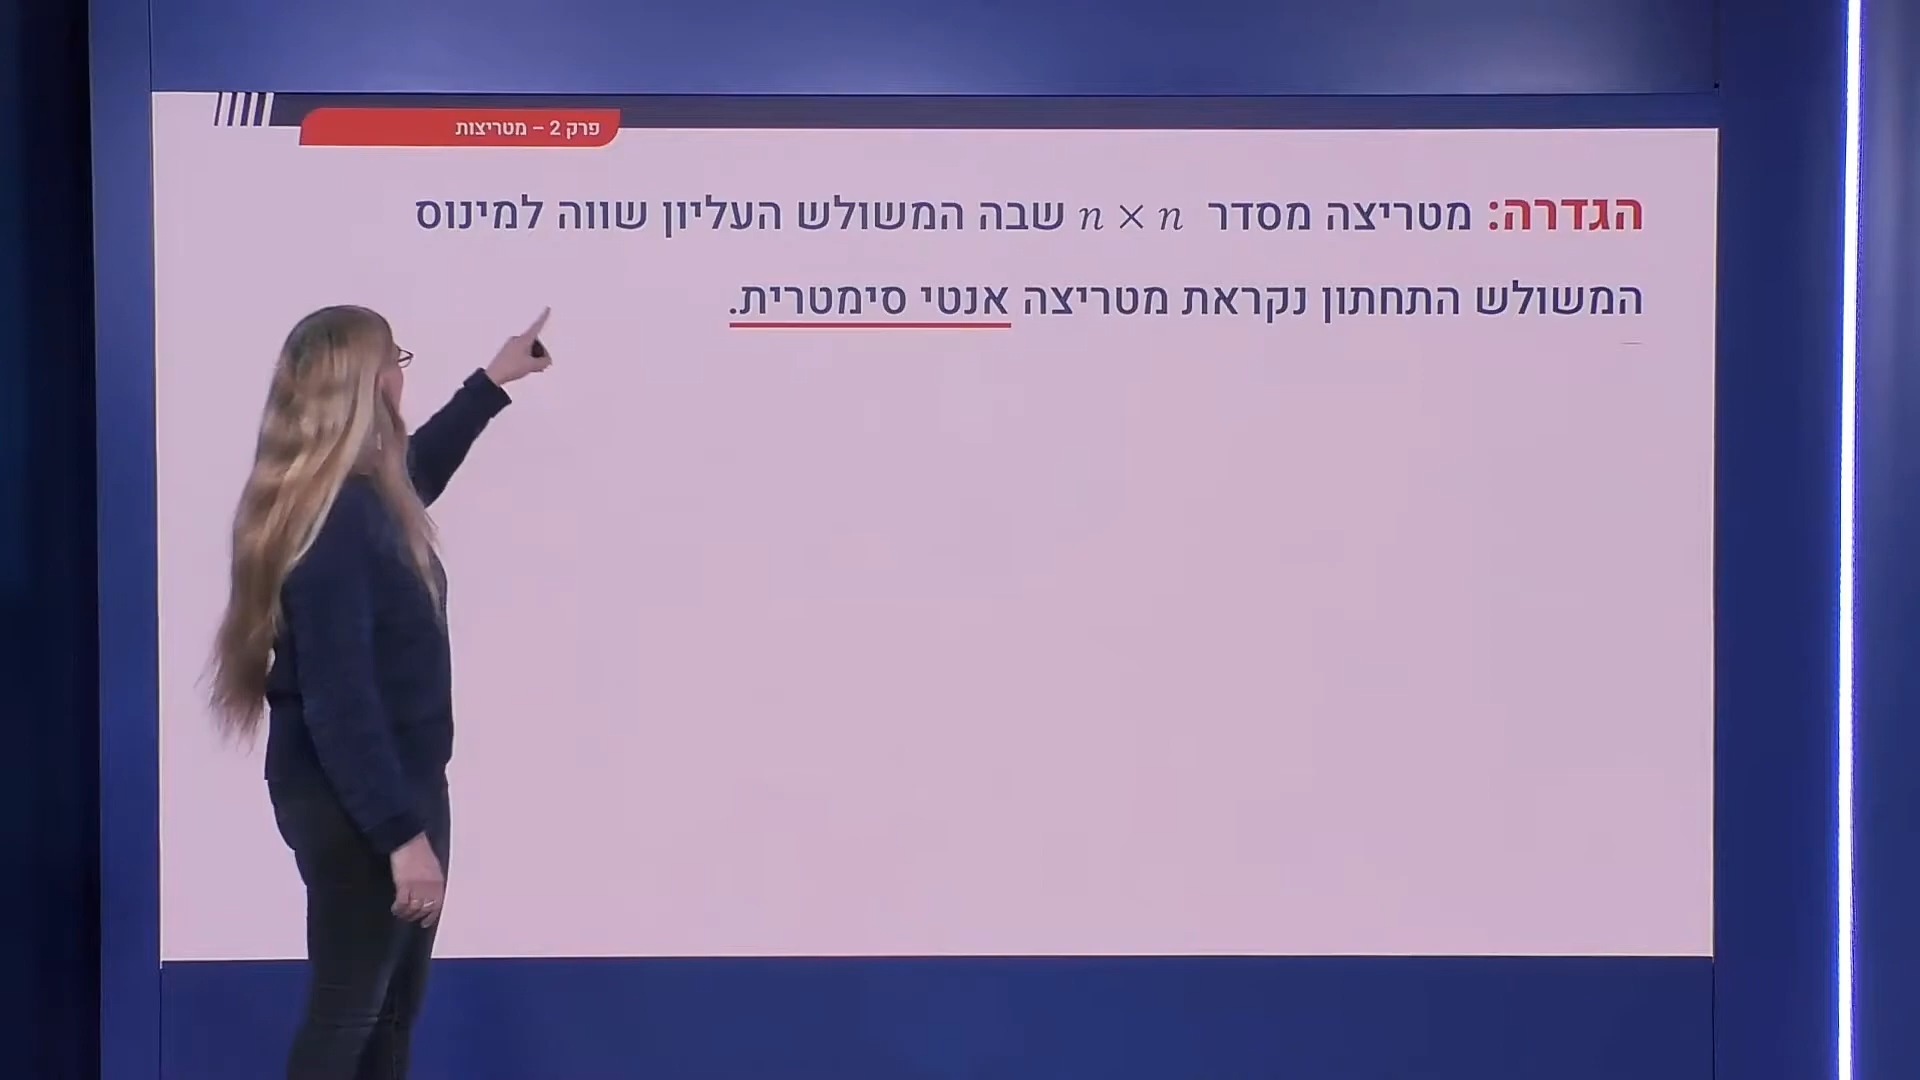 פרק 2 – מטריצות
הגדרה: מטריצה מסדר n × n שבה המשולש העליון שווה למינוס
המשולש התחתון נקראת מטריצה אנטי סימטרית.